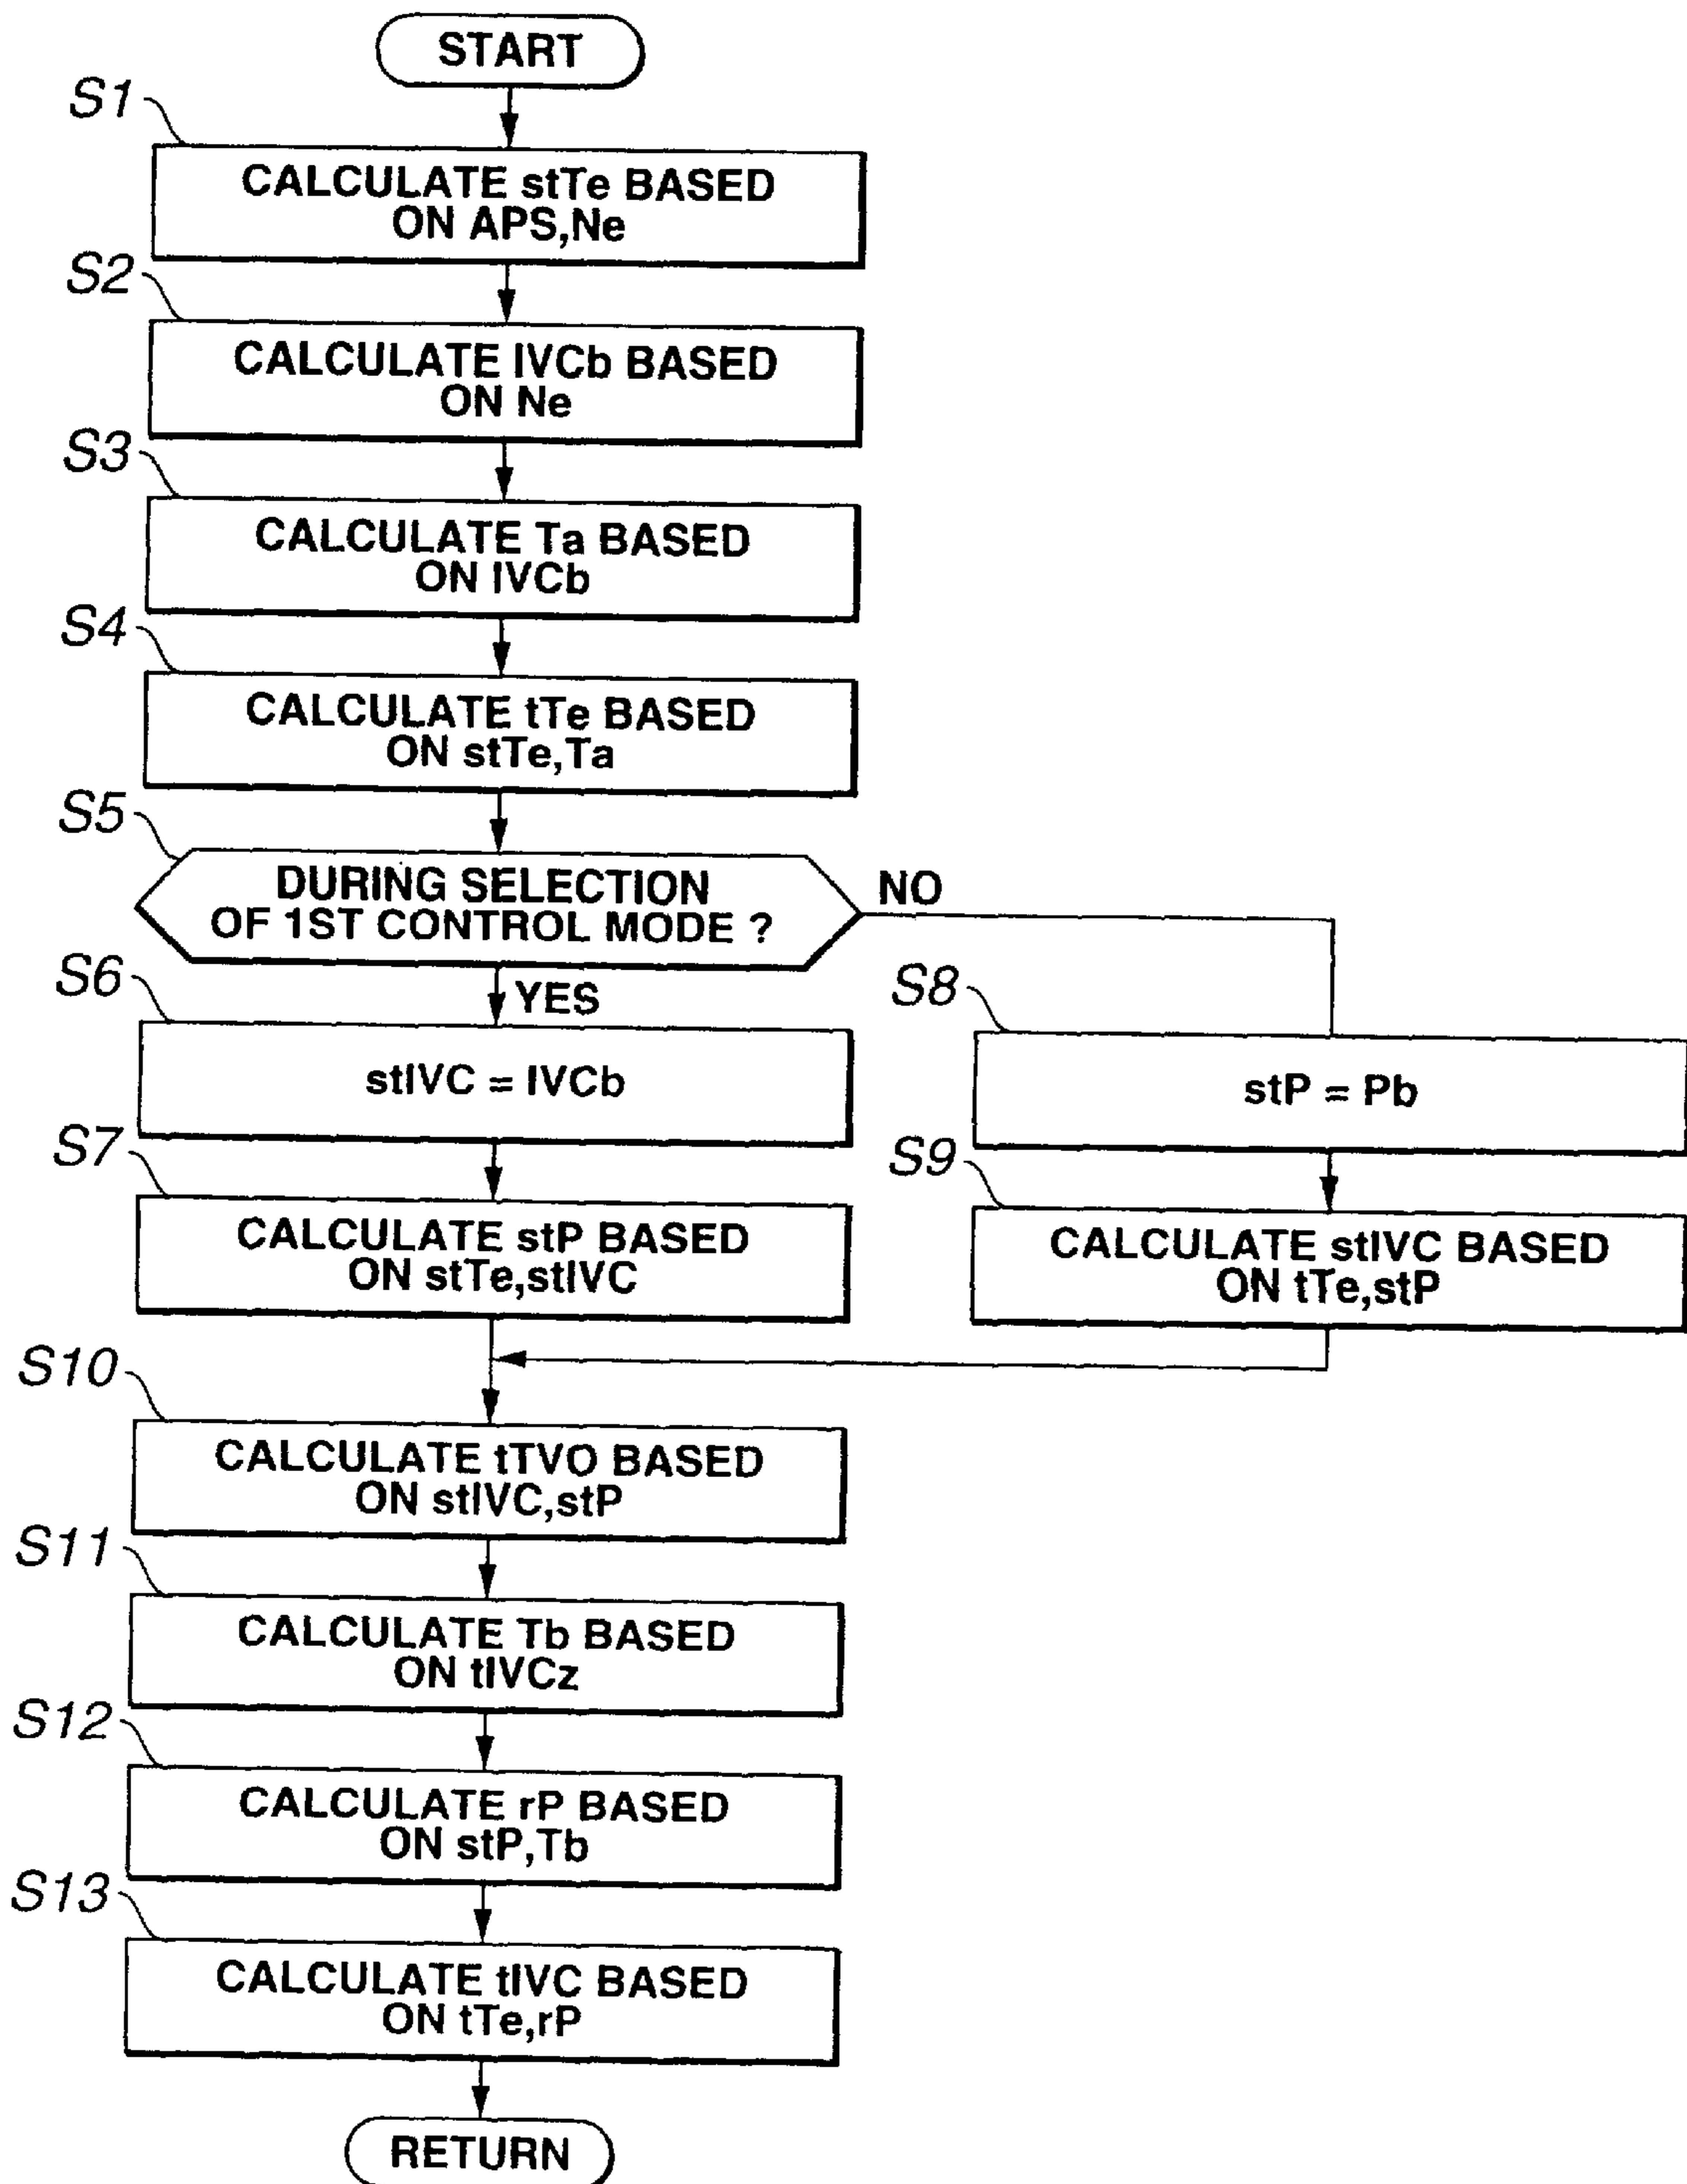 START
S1
CALCULATE stTe BASED
ON APS,Ne
S2
CALCULATE IVCb BASED
ON Ne
S3
CALCULATE Ta BASED
ON IVCb
S4
CALCULATE tTe BASED
ON stTe,Ta
S5
DURING SELECTION
OF 1ST CONTROL MODE ?
NO
YES
S6
stIVC = IVCb
S7
CALCULATE stP BASED
ON stTe,stIVC
S8
stP = Pb
S9
CALCULATE stIVC BASED
ON tTe,stP
S10
CALCULATE tTVO BASED
ON stIVC,stP
S11
CALCULATE Tb BASED
ON tIVCz
S12
CALCULATE rP BASED
ON stP,Tb
S13
CALCULATE tIVC BASED
ON tTe,rP
RETURN